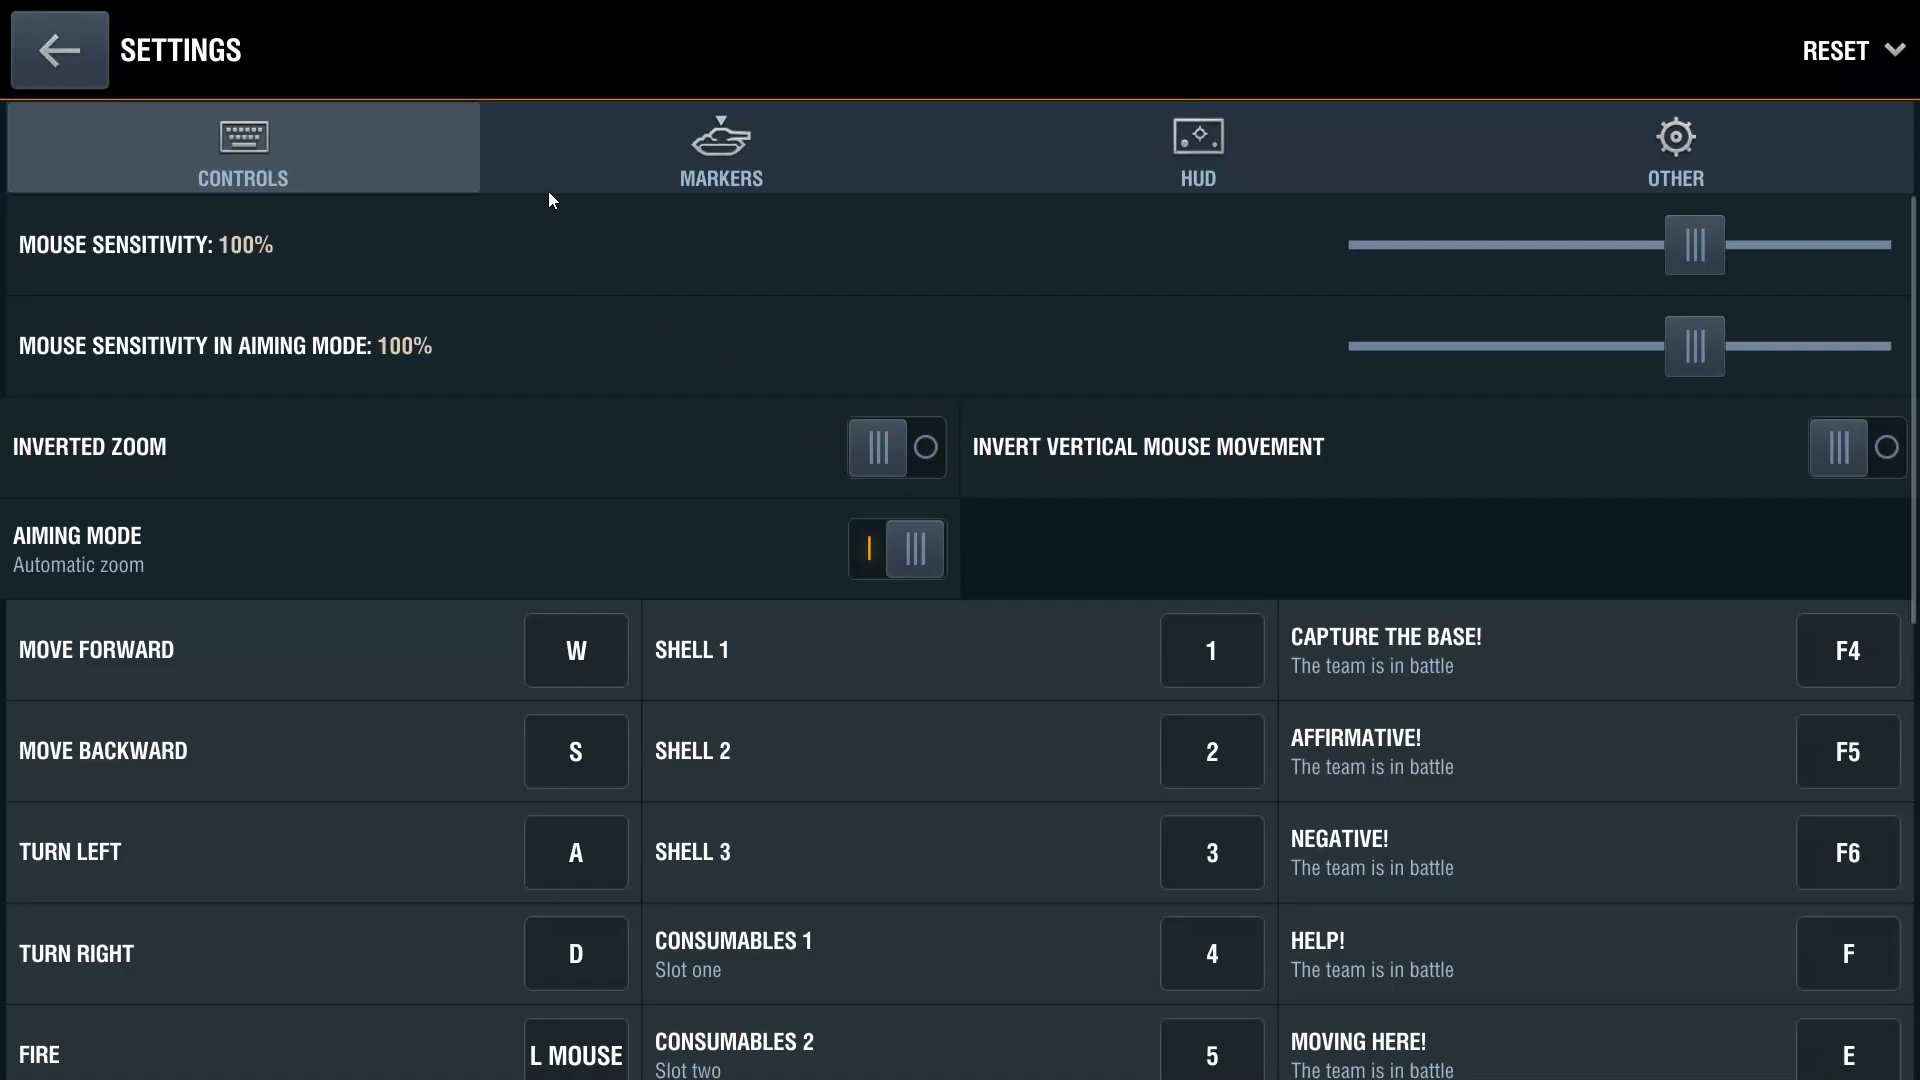 SETTINGS
RESET
CONTROLS
MARKERS
HUD
OTHER
MOUSE SENSITIVITY: 100%
MOUSE SENSITIVITY IN AIMING MODE: 100%
INVERTED ZOOM
INVERT VERTICAL MOUSE MOVEMENT
AIMING MODE
Automatic zoom
MOVE FORWARD
W
SHELL 1
1
CAPTURE THE BASE!
The team is in battle
F4
MOVE BACKWARD
S
SHELL 2
2
AFFIRMATIVE!
The team is in battle
F5
TURN LEFT
A
SHELL 3
3
NEGATIVE!
The team is in battle
F6
TURN RIGHT
D
CONSUMABLES 1
Slot one
4
HELP!
The team is in battle
F
FIRE
L MOUSE
CONSUMABLES 2
Slot two
5
MOVING HERE!
The team is in battle
E